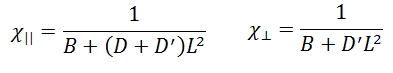 χ|| = 1 / (B + (D + D′)L²)    χ⊥ = 1 / (B + D′L²)